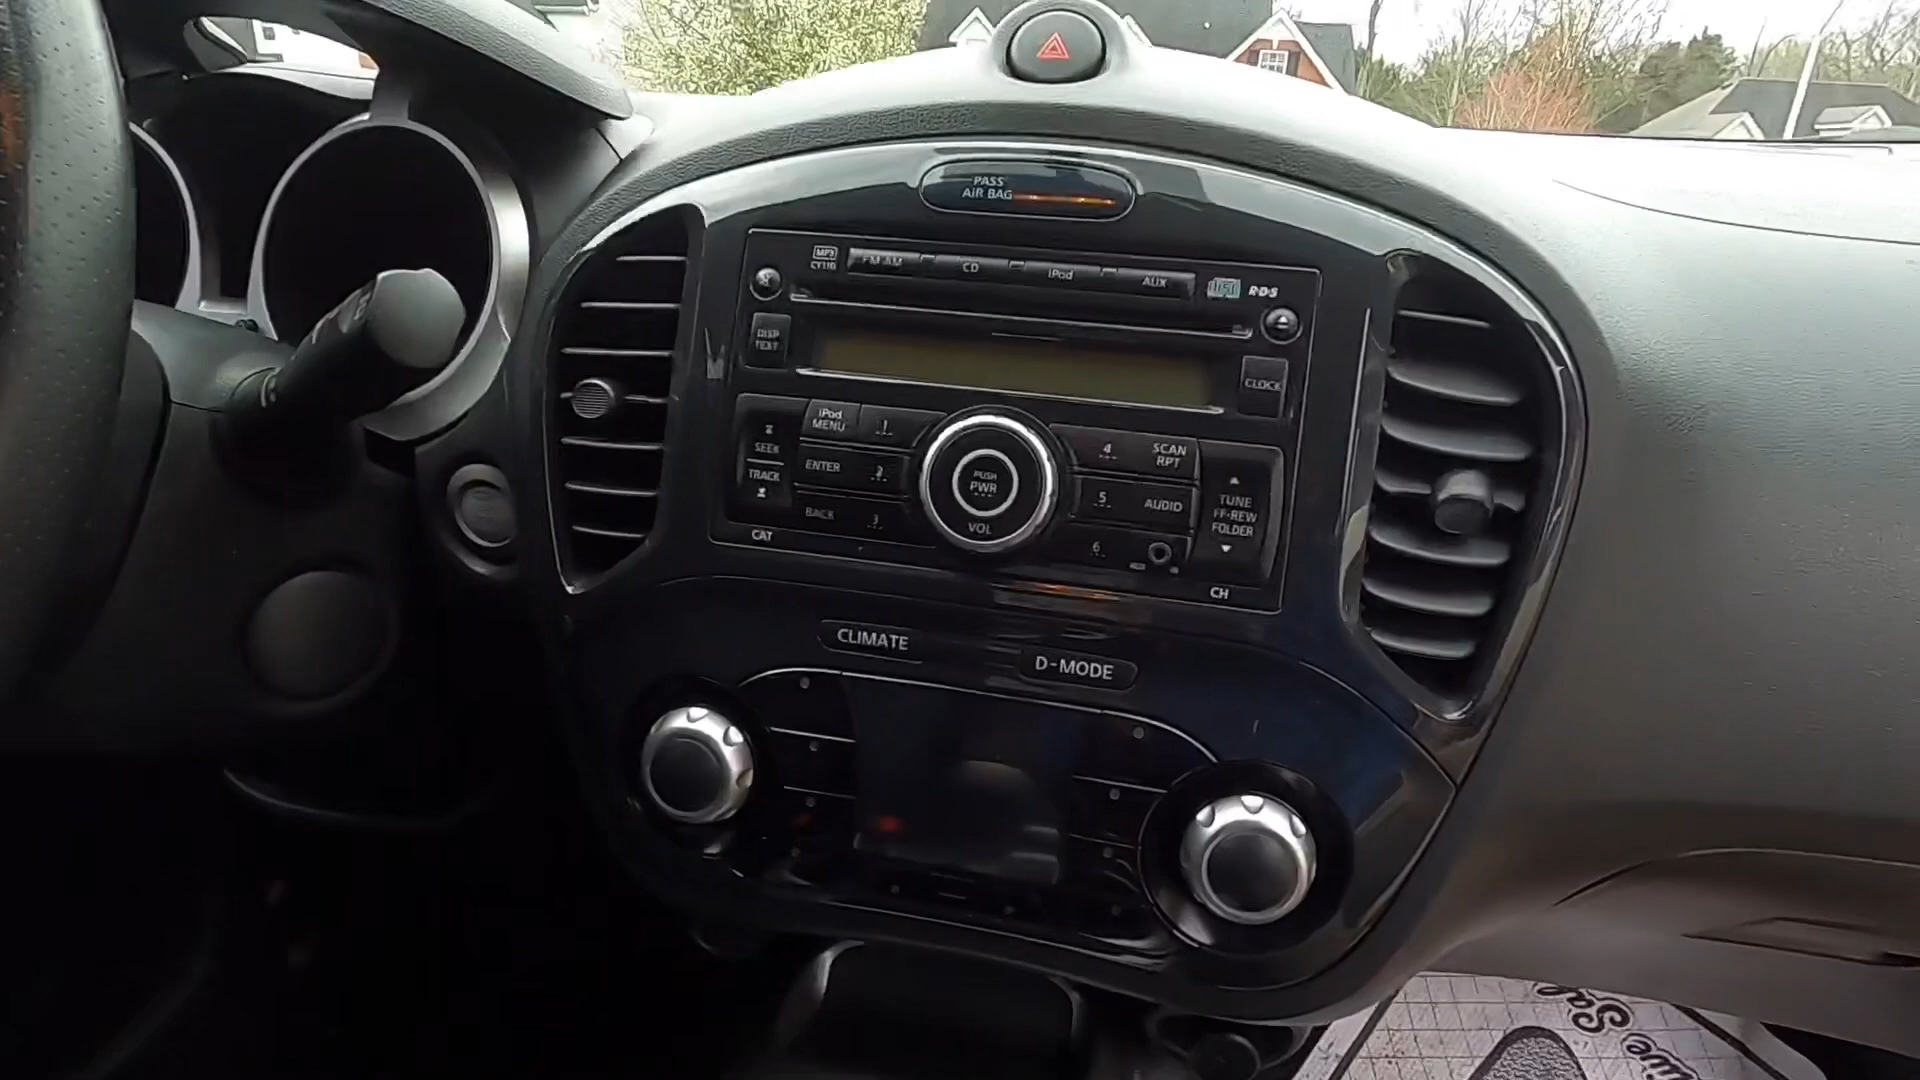 PASS
AIR BAG
MP3
FM·AM
CD
iPod
AUX
RDS
DISP
TEXT
CLOCK
iPod
MENU
1
SEEK
TRACK
ENTER
2
BACK
3
CAT
PUSH
PWR
VOL
4
SCAN
RPT
5
AUDIO
6
AUX
TUNE
FF·REW
FOLDER
CH
CLIMATE
D-MODE